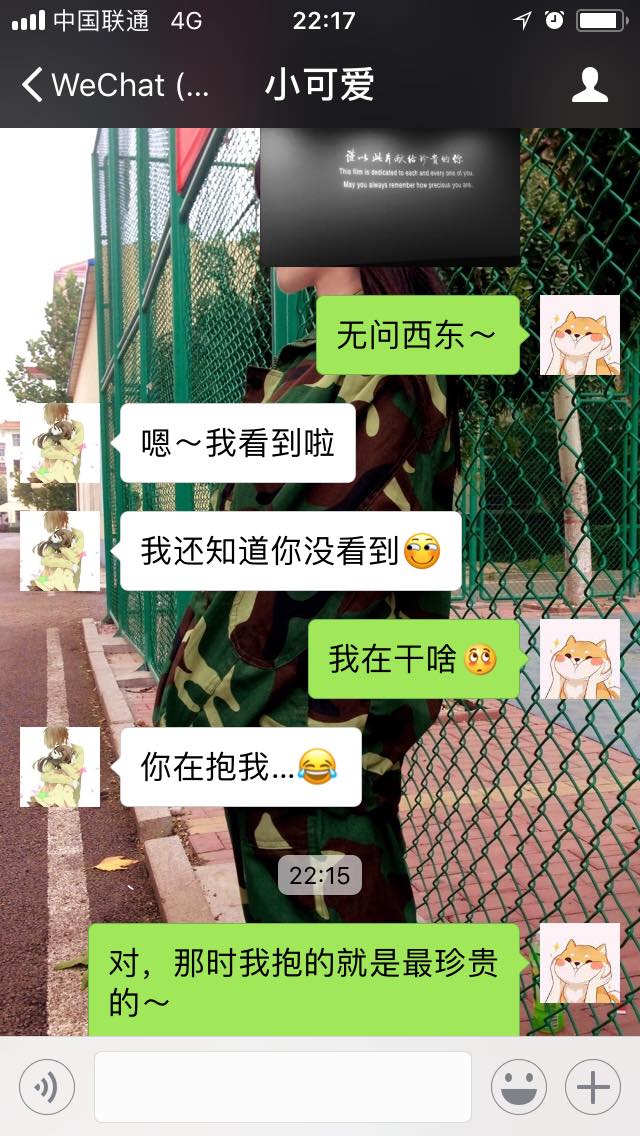 中国联通 4G 22:17
WeChat (... 小可爱
谨以此片献给珍贵的你
This film is dedicated to each and every one of you.
May you always remember how precious you are.
无问西东～
嗯～我看到啦
我还知道你没看到
我在干啥
你在抱我...😂
22:15
对，那时我抱的就是最珍贵
的～